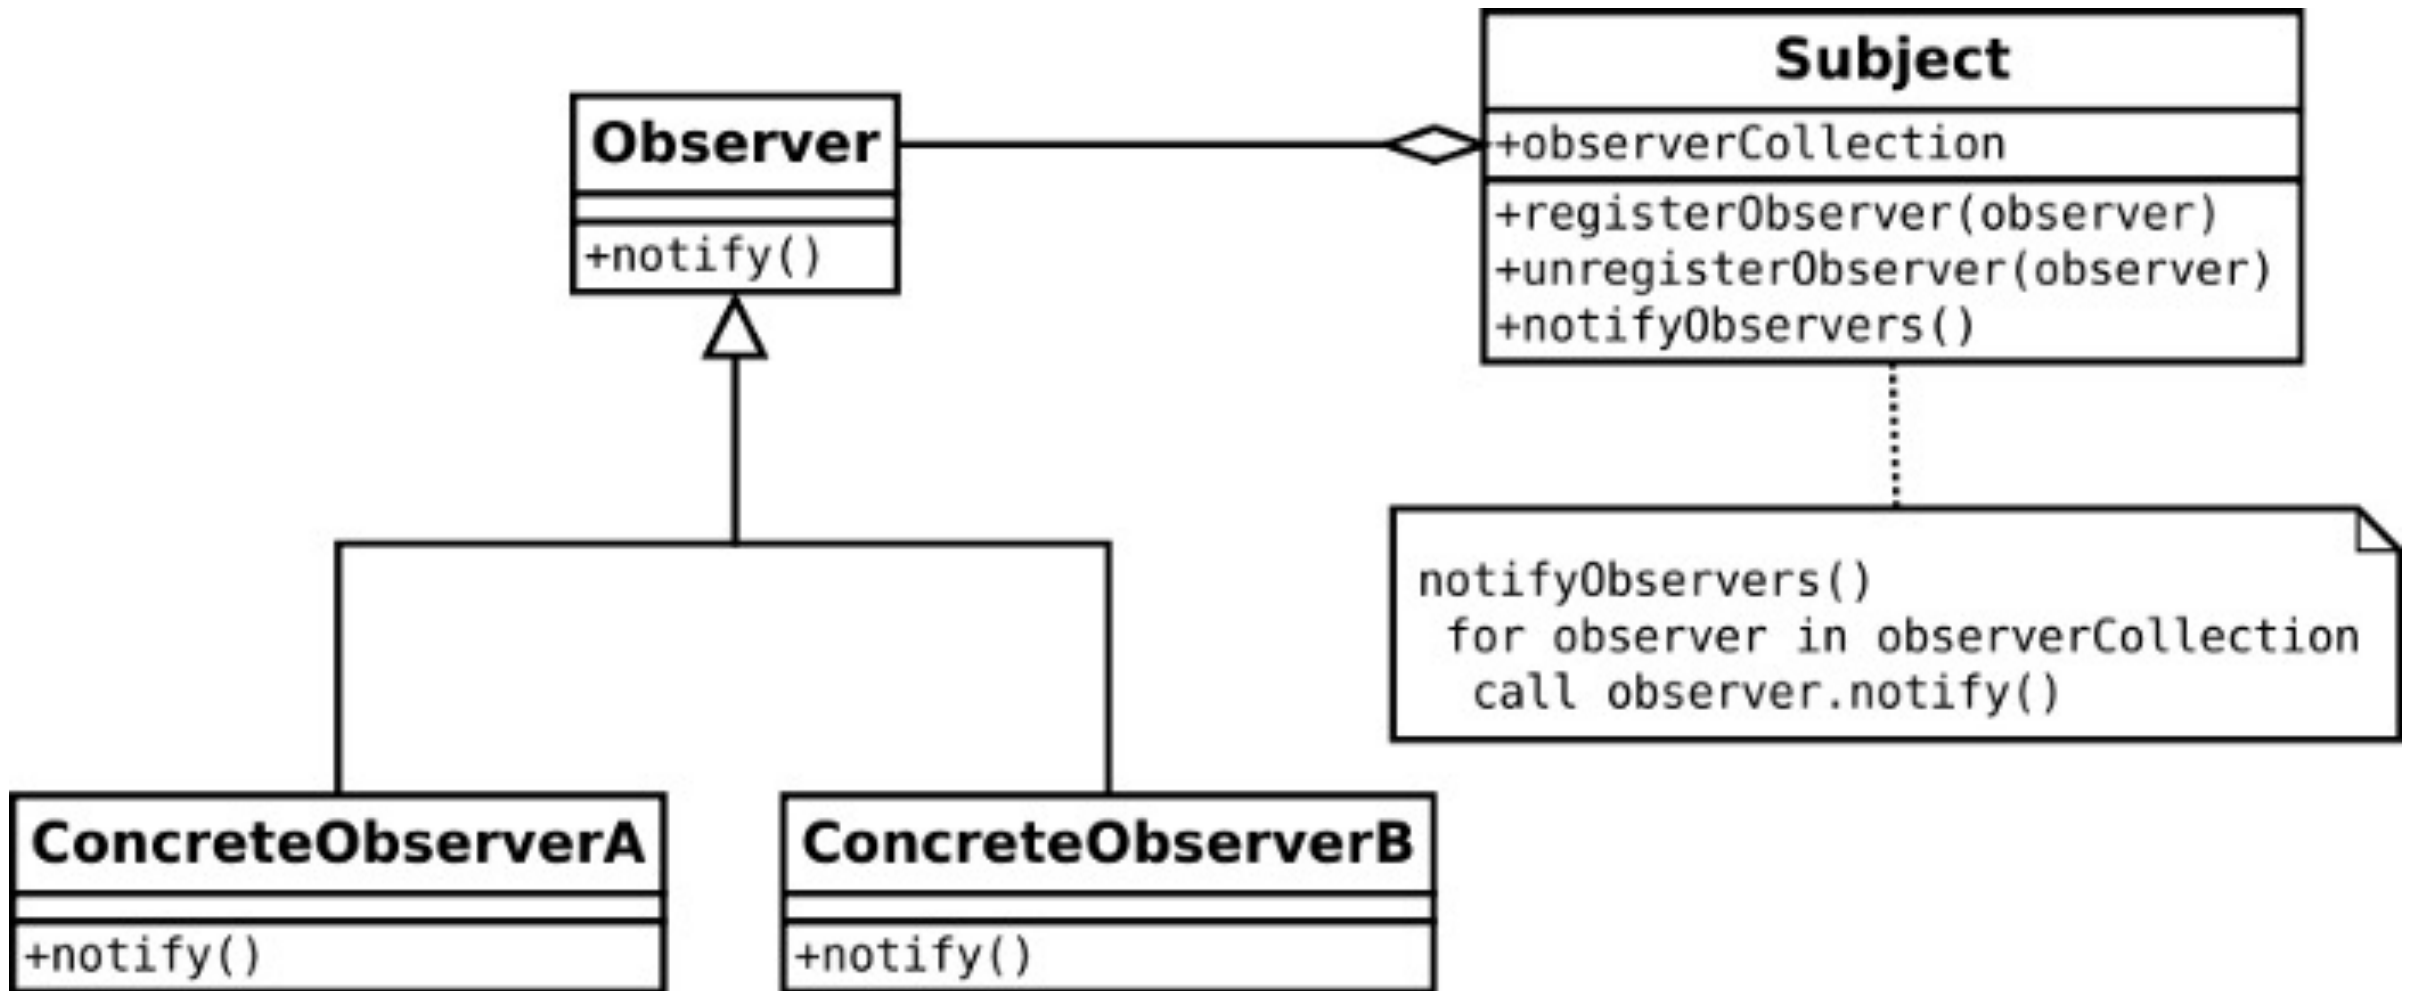 Subject
+observerCollection
+registerObserver(observer)
+unregisterObserver(observer)
+notifyObservers()
Observer
+notify()
notifyObservers()
for observer in observerCollection
call observer.notify()
ConcreteObserverA
+notify()
ConcreteObserverB
+notify()